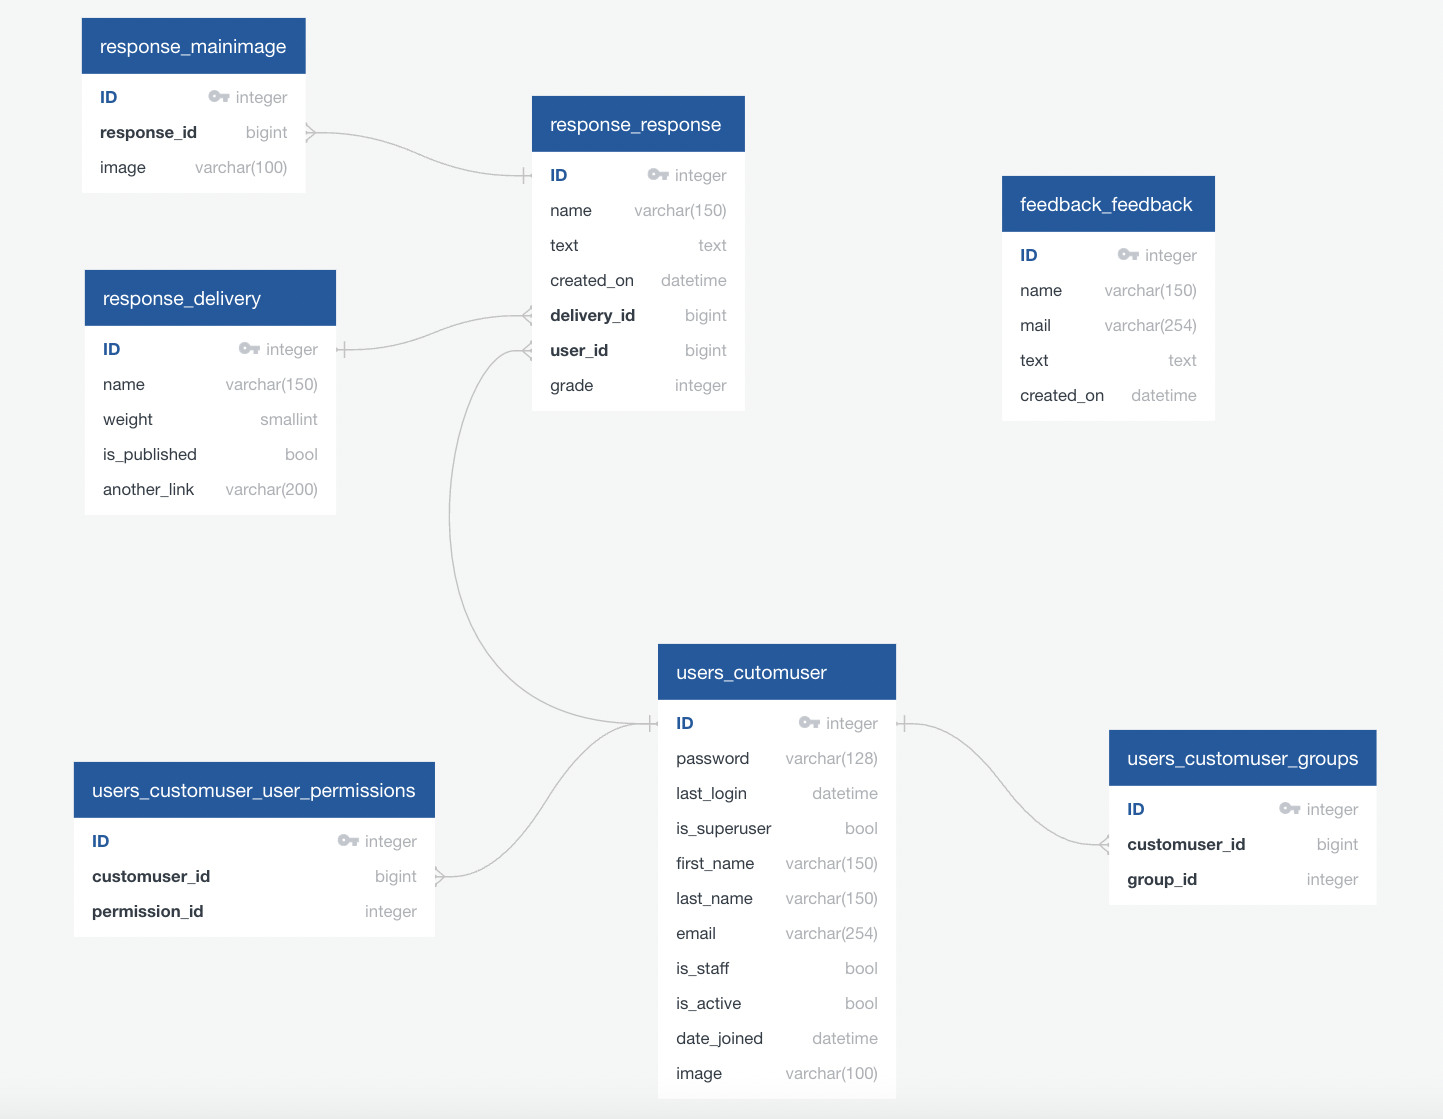 response_mainimage
ID integer
response_id bigint
image varchar(100)
response_response
ID integer
name varchar(150)
text text
created_on datetime
delivery_id bigint
user_id bigint
grade integer
feedback_feedback
ID integer
name varchar(150)
mail varchar(254)
text text
created_on datetime
response_delivery
ID integer
name varchar(150)
weight smallint
is_published bool
another_link varchar(200)
users_cutomuser
ID integer
password varchar(128)
last_login datetime
is_superuser bool
first_name varchar(150)
last_name varchar(150)
email varchar(254)
is_staff bool
is_active bool
date_joined datetime
image varchar(100)
users_customuser_groups
ID integer
customuser_id bigint
group_id integer
users_customuser_user_permissions
ID integer
customuser_id bigint
permission_id integer